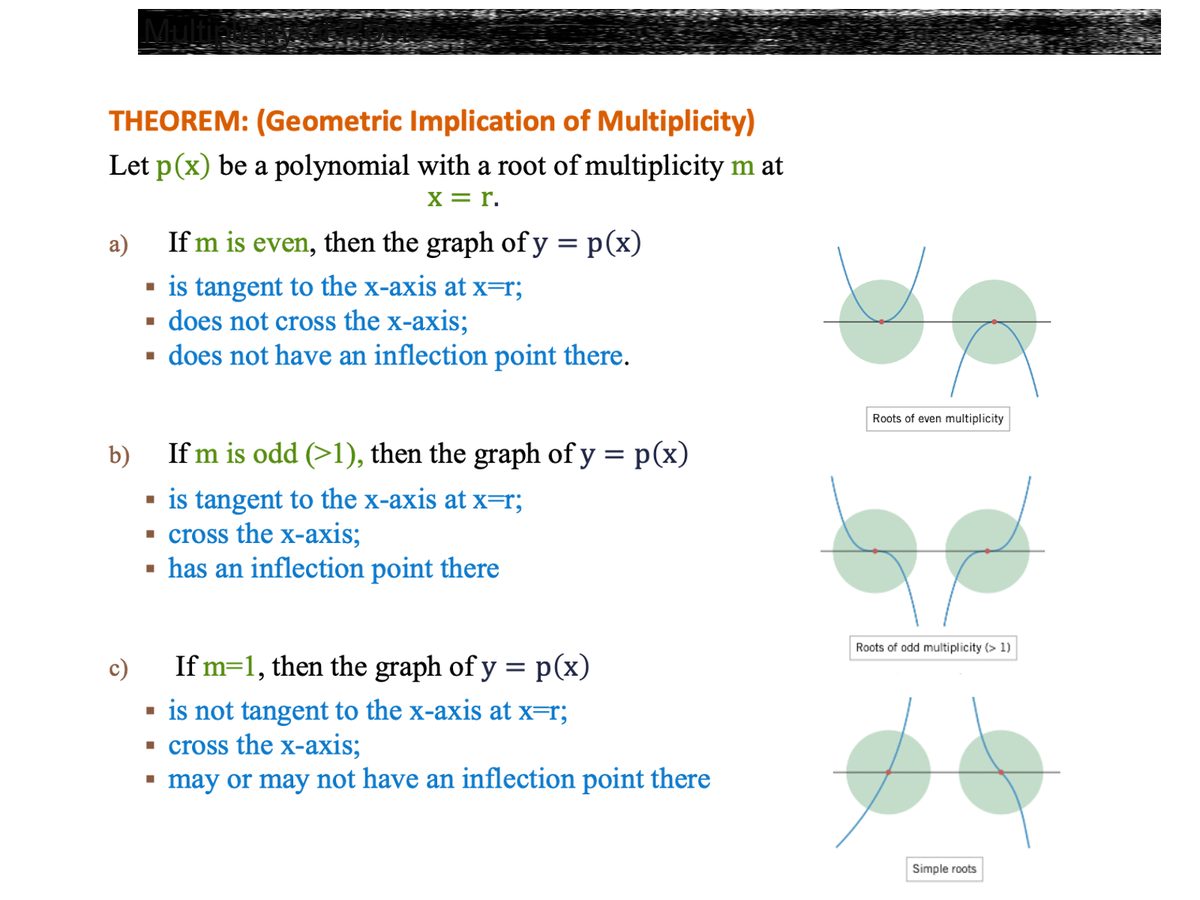 THEOREM: (Geometric Implication of Multiplicity)
Let p(x) be a polynomial with a root of multiplicity m at
x = r.
a) If m is even, then the graph of y = p(x)
▪ is tangent to the x-axis at x=r;
▪ does not cross the x-axis;
▪ does not have an inflection point there.
Roots of even multiplicity
b) If m is odd (>1), then the graph of y = p(x)
▪ is tangent to the x-axis at x=r;
▪ cross the x-axis;
▪ has an inflection point there
Roots of odd multiplicity (> 1)
c) If m=1, then the graph of y = p(x)
▪ is not tangent to the x-axis at x=r;
▪ cross the x-axis;
▪ may or may not have an inflection point there
Simple roots